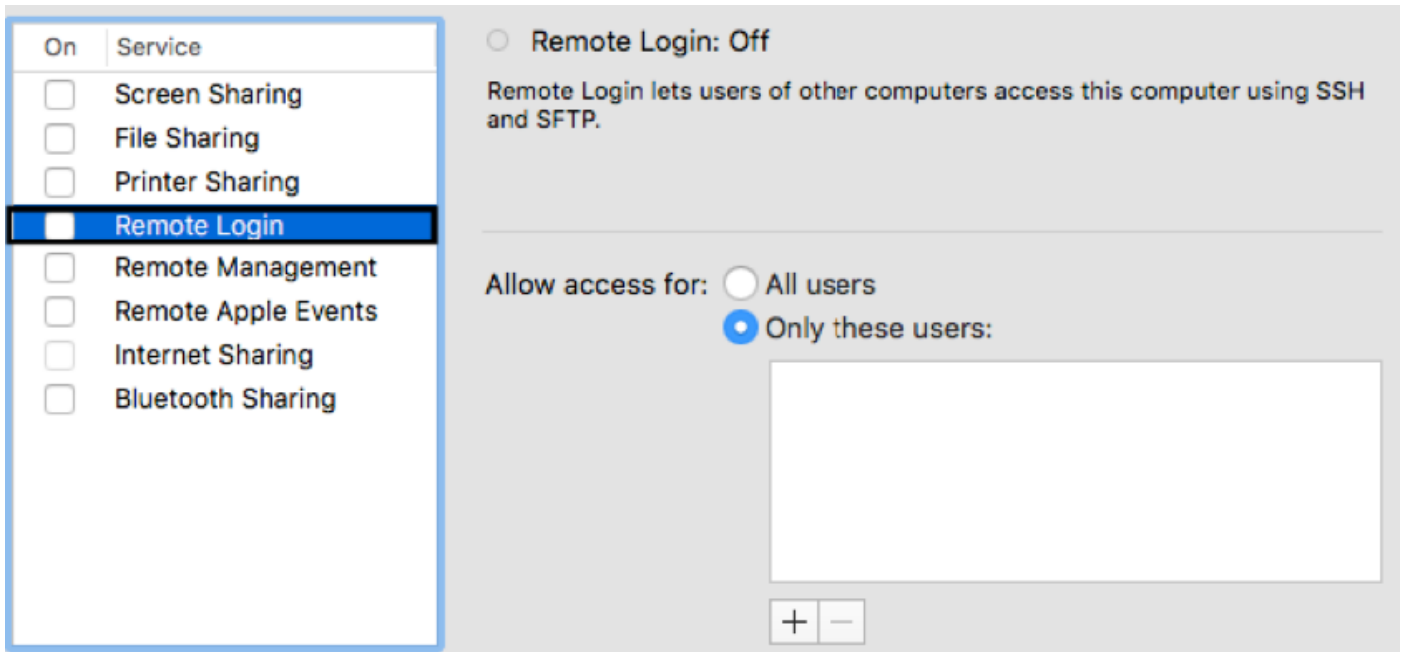 On Service
Screen Sharing
File Sharing
Printer Sharing
Remote Login
Remote Management
Remote Apple Events
Internet Sharing
Bluetooth Sharing
Remote Login: Off
Remote Login lets users of other computers access this computer using SSH
and SFTP.
Allow access for: All users
Only these users: